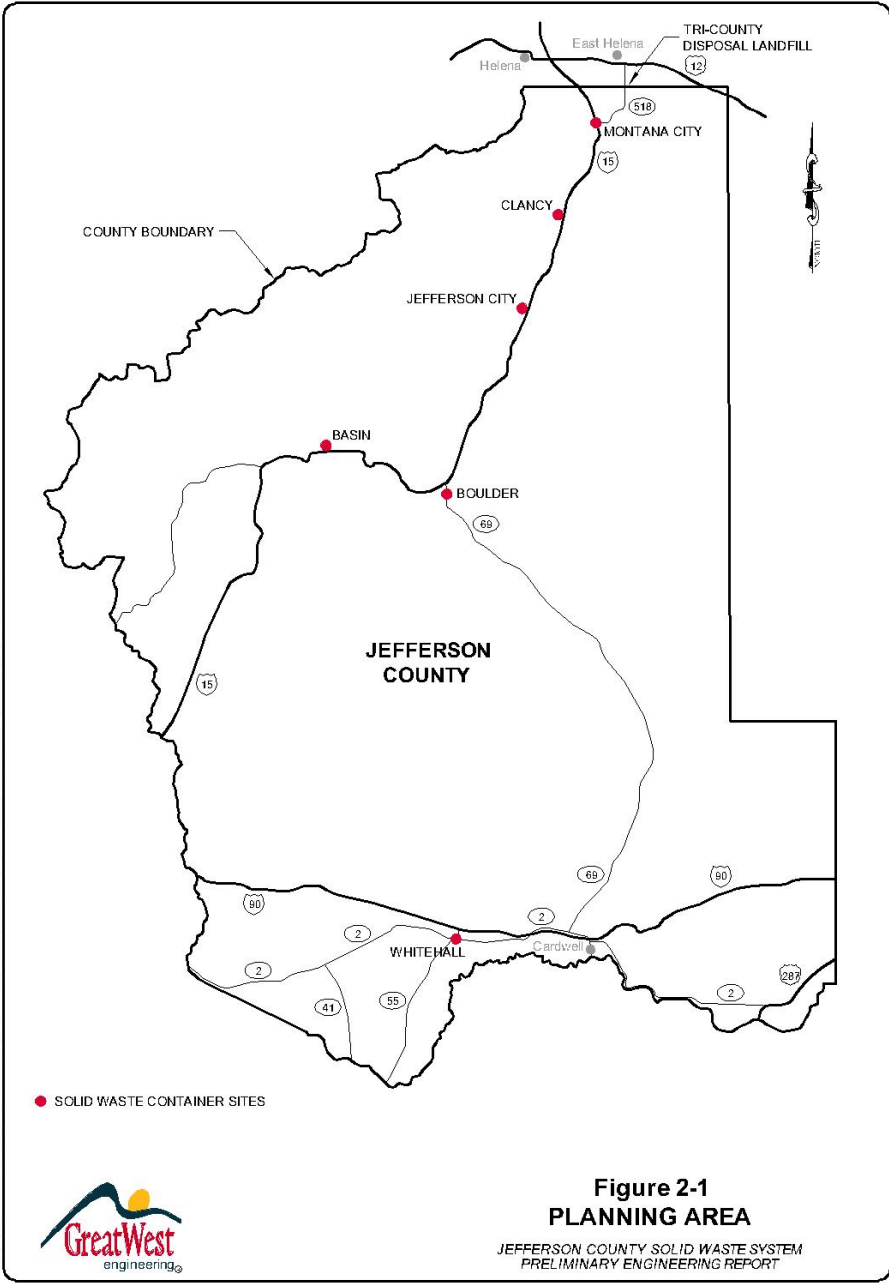 TRI-COUNTY
DISPOSAL LANDFILL
East Helena
Helena
12
518
MONTANA CITY
15
NORTH
CLANCY
COUNTY BOUNDARY
JEFFERSON CITY
BASIN
BOULDER
69
JEFFERSON
COUNTY
15
69
90
90
2
2
WHITEHALL
Cardwell
2
287
2
55
41
SOLID WASTE CONTAINER SITES
Figure 2-1
PLANNING AREA
JEFFERSON COUNTY SOLID WASTE SYSTEM
PRELIMINARY ENGINEERING REPORT
GreatWest
engineering